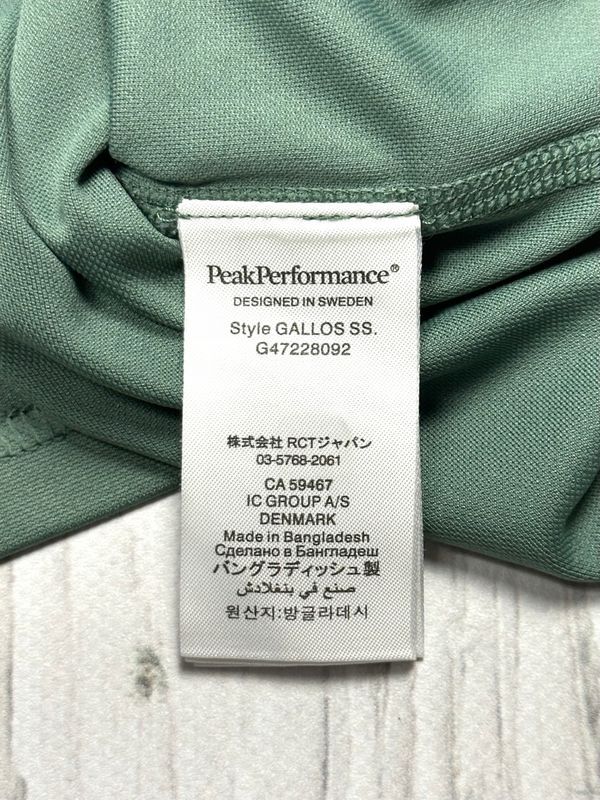 PeakPerformance®
DESIGNED IN SWEDEN
Style GALLOS SS.
G47228092
株式会社 RCTジャパン
03-5768-2061
CA 59467
IC GROUP A/S
DENMARK
Made in Bangladesh
Сделано в Бангладеш
バングラディッシュ製
صنع في بنغلادش
원산지:방글라데시